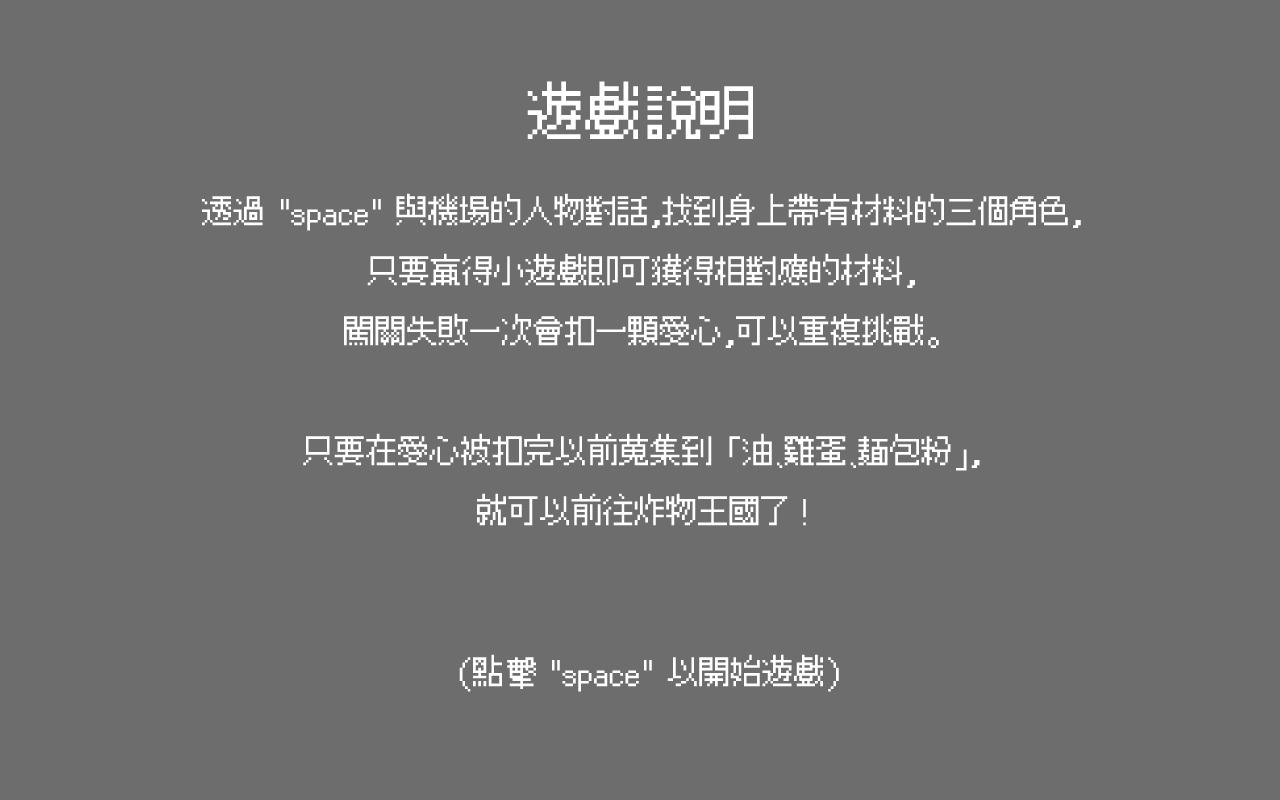 遊戲說明
透過 "space" 與機場的人物對話,找到身上帶有材料的三個角色,
只要贏得小遊戲即可獲得相對應的材料,
闖關失敗一次會扣一顆愛心,可以重複挑戰。
只要在愛心被扣完以前蒐集到「油、雞蛋、麵包粉」,
就可以前往炸物王國了！
(點擊 "space" 以開始遊戲)